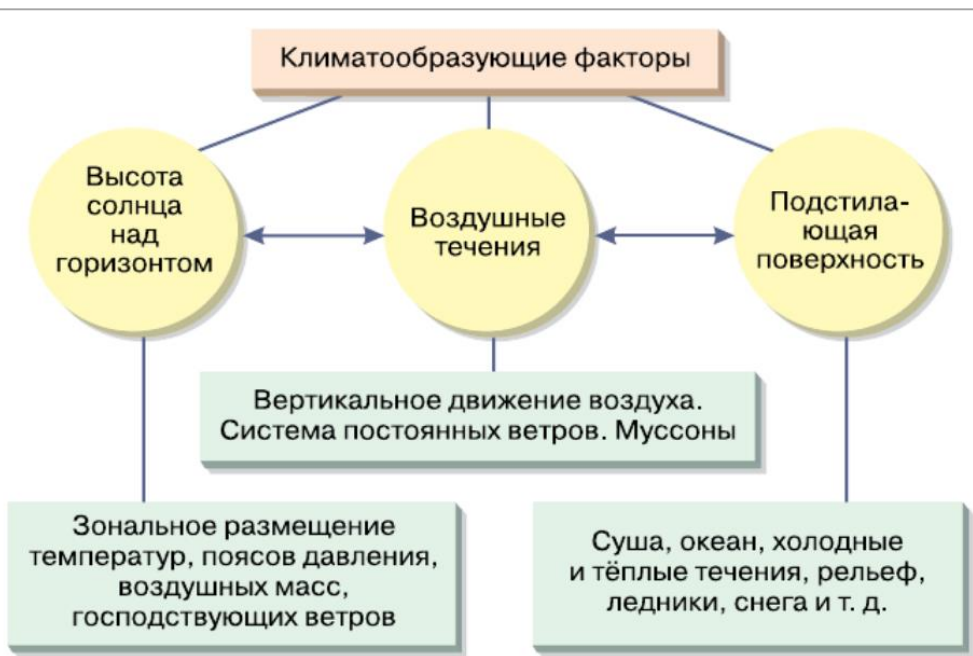 Климатообразующие факторы
Высота
солнца
над
горизонтом
Воздушные
течения
Подстила-
ющая
поверхность
Вертикальное движение воздуха.
Система постоянных ветров. Муссоны
Зональное размещение
температур, поясов давления,
воздушных масс,
господствующих ветров
Суша, океан, холодные
и тёплые течения, рельеф,
ледники, снега и т. д.